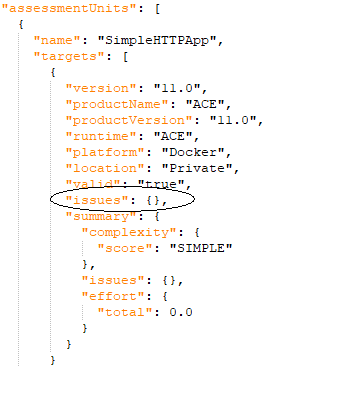 "assessmentUnits": [
{
"name": "SimpleHTTPApp",
"targets": [
{
"version": "11.0",
"productName": "ACE",
"productVersion": "11.0",
"runtime": "ACE",
"platform": "Docker",
"location": "Private",
"valid": "true",
"issues": {},
"summary": {
"complexity": {
"score": "SIMPLE"
},
"issues": {},
"effort": {
"total": 0.0
}
}
}